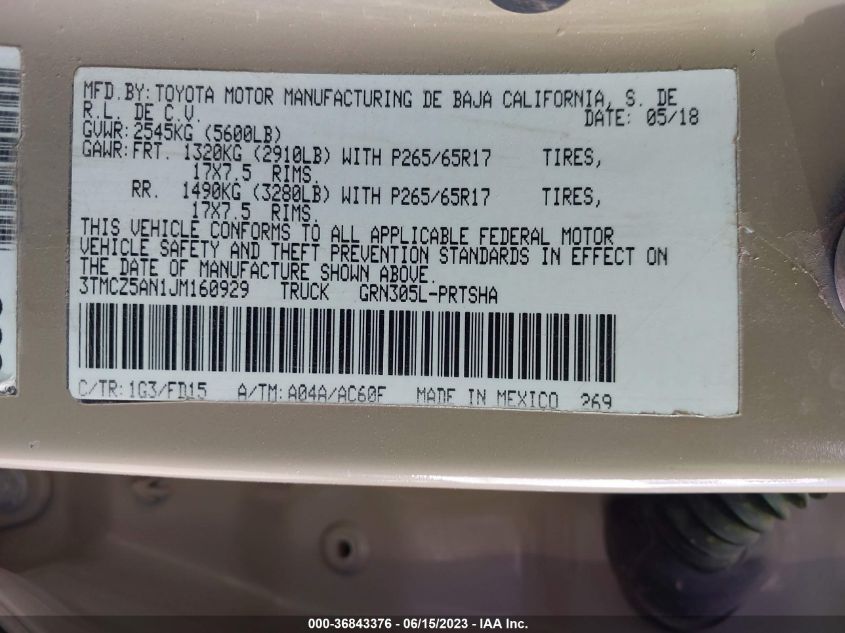 MFD.BY:TOYOTA MOTOR MANUFACTURING DE BAJA CALIFORNIA, S. DE
R.L. DE C.V. DATE: 05/18
GVWR:2545KG (5600LB)
GAWR:FRT. 1320KG (2910LB) WITH P265/65R17 TIRES,
17X7.5 RIMS.
RR. 1490KG (3280LB) WITH P265/65R17 TIRES,
17X7.5 RIMS.
THIS VEHICLE CONFORMS TO ALL APPLICABLE FEDERAL MOTOR
VEHICLE SAFETY AND THEFT PREVENTION STANDARDS IN EFFECT ON
THE DATE OF MANUFACTURE SHOWN ABOVE.
3TMCZ5AN1JM160929 TRUCK GRN305L-PRTSHA
C/TR:1G3/FD15 A/TM:A04A/AC60F MADE IN MEXICO
000-36843376 - 06/15/2023 - IAA Inc.